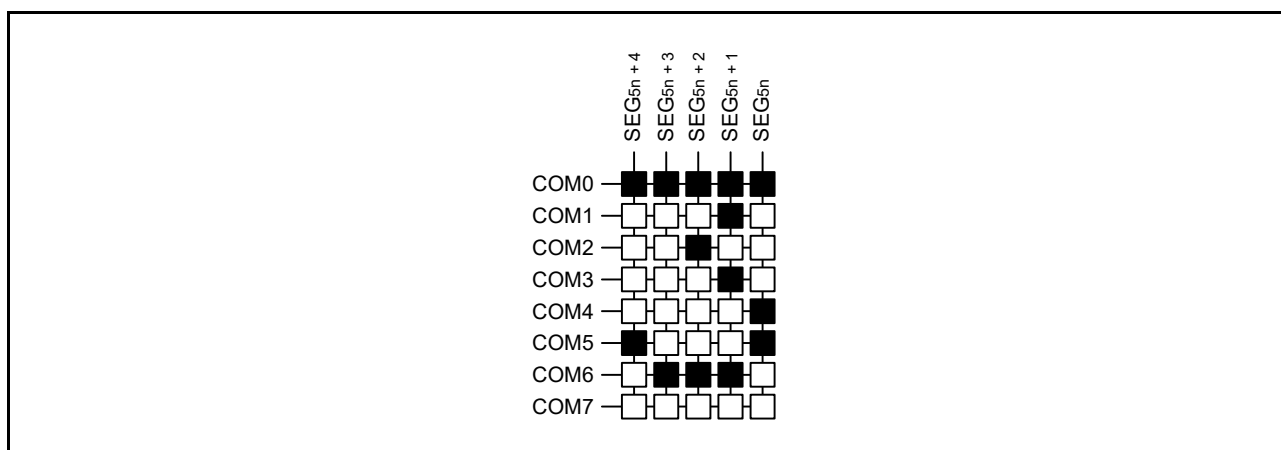 SEG5n + 4
SEG5n + 3
SEG5n + 2
SEG5n + 1
SEG5n
COM0
COM1
COM2
COM3
COM4
COM5
COM6
COM7